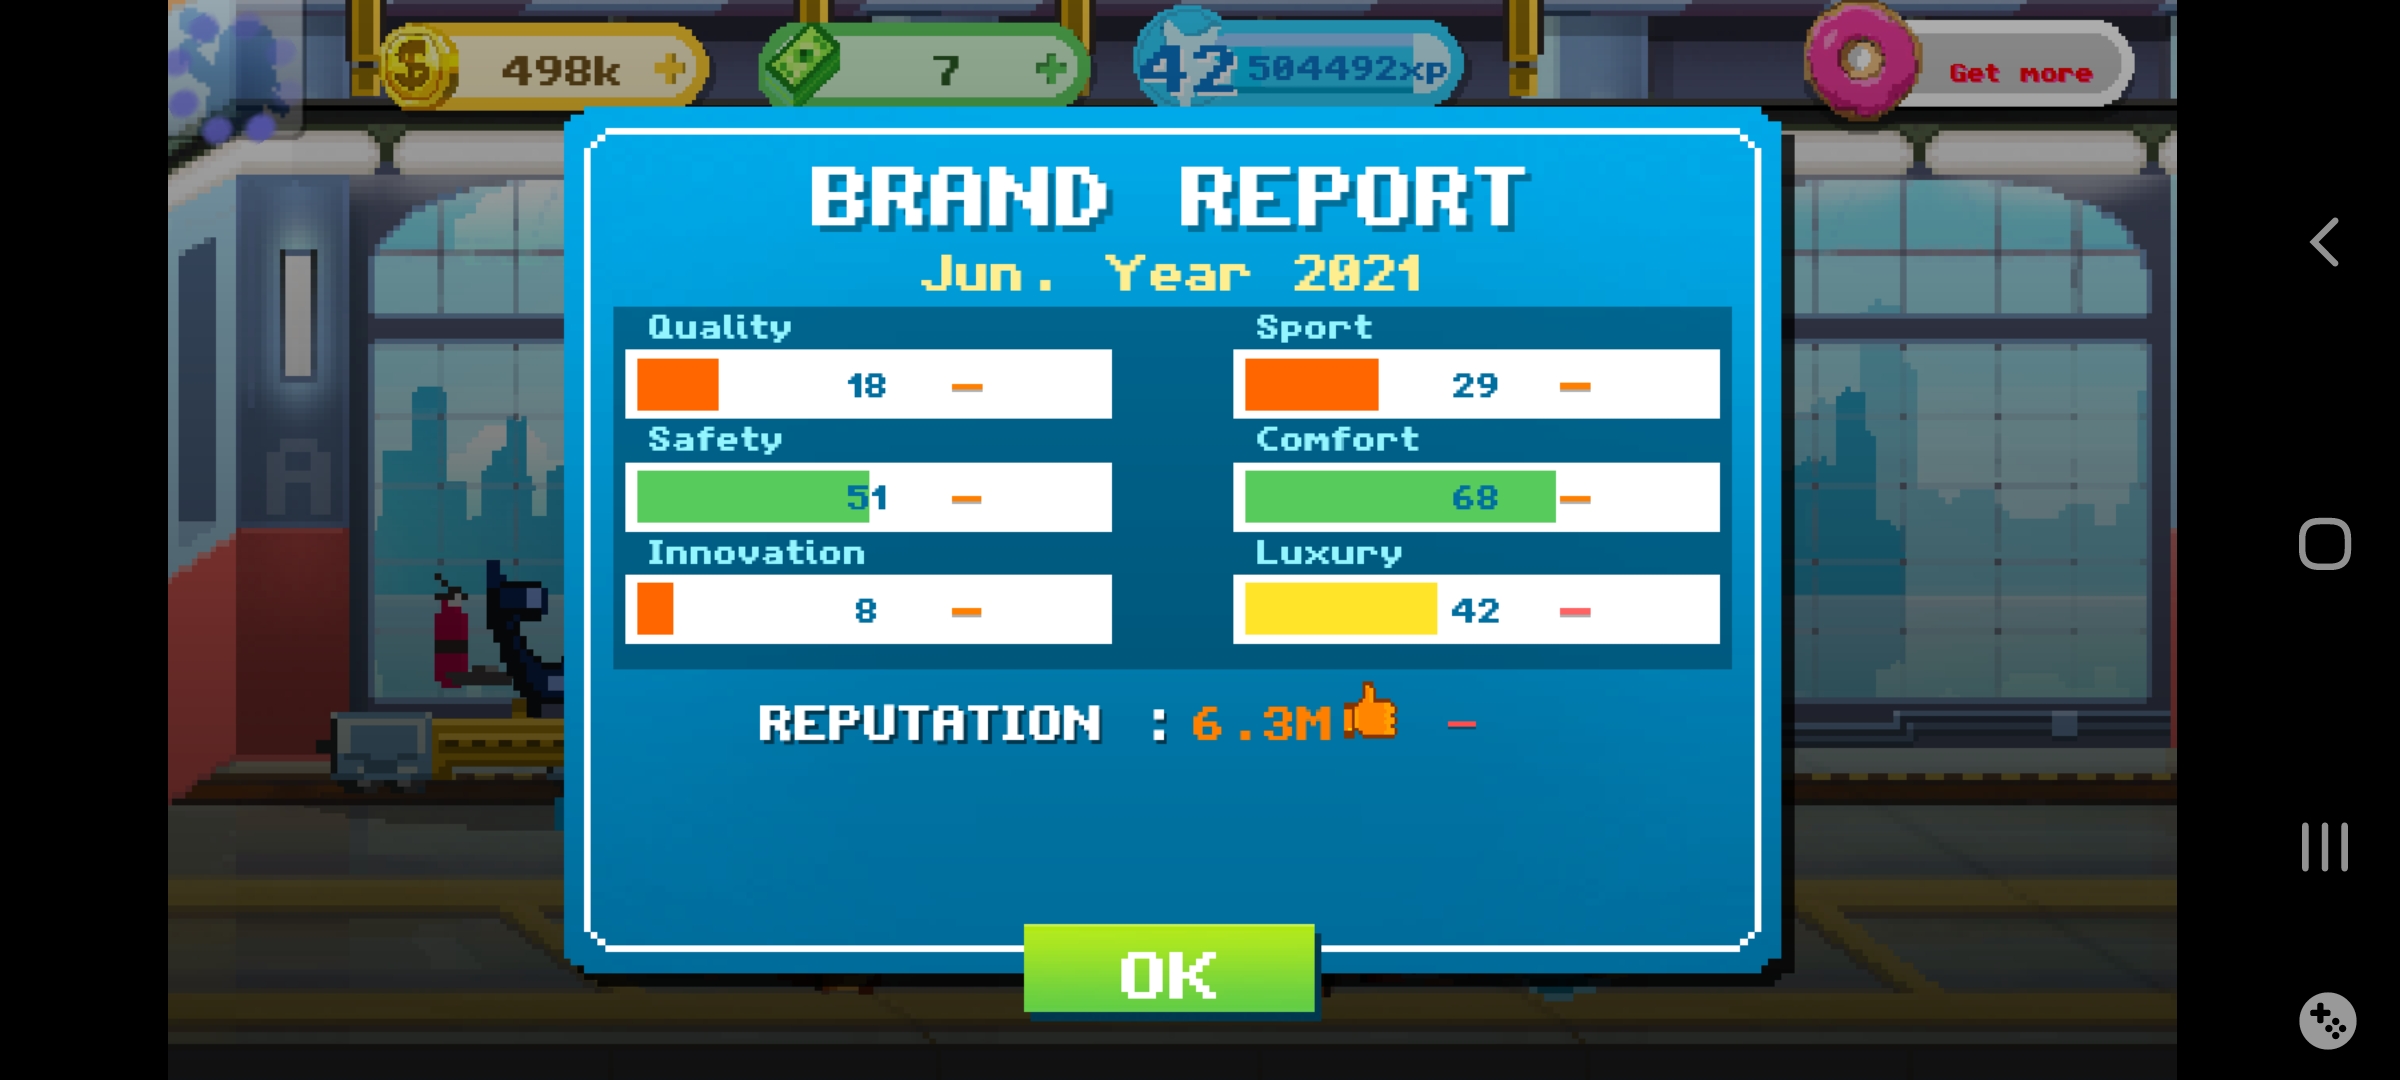 498k + 7 + 42 504492xp Get more
BRAND REPORT
Jun. Year 2021
Quality Sport
18 - 29 -
Safety Comfort
51 - 68 -
Innovation Luxury
8 - 42 -
REPUTATION : 6.3M -
OK
A